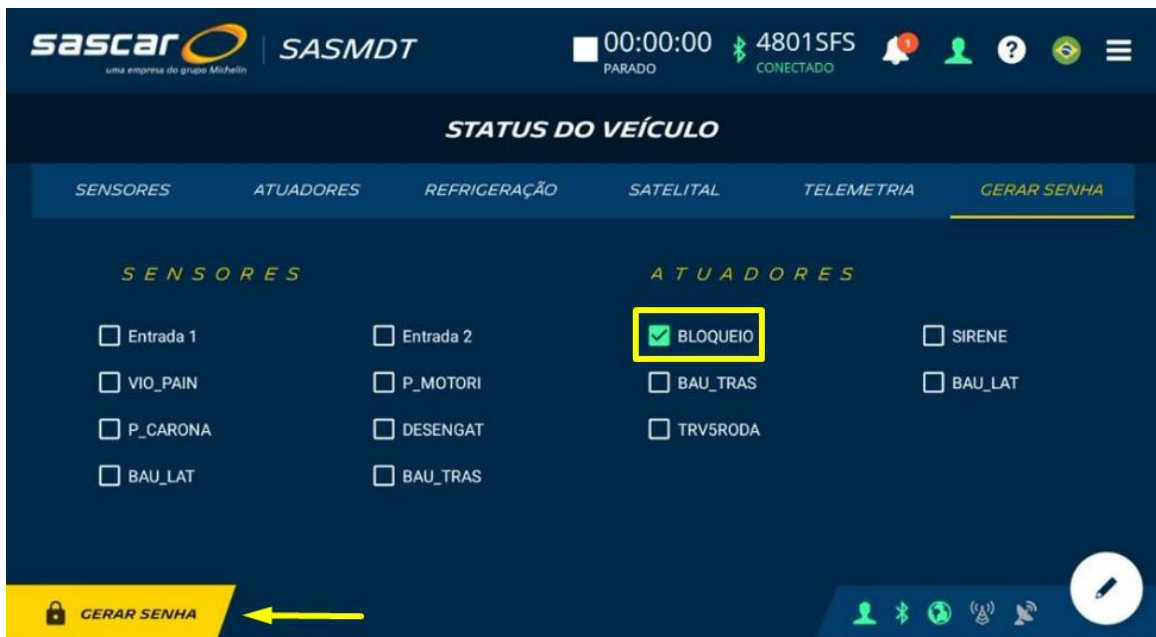 sascar
uma empresa do grupo Michelin
SASMDT
00:00:00
PARADO
4801SFS
CONECTADO
1
?
STATUS DO VEÍCULO
SENSORES ATUADORES REFRIGERAÇÃO SATELITAL TELEMETRIA GERAR SENHA
SENSORES ATUADORES
Entrada 1 Entrada 2 BLOQUEIO SIRENE
VIO_PAIN P_MOTORI BAU_TRAS BAU_LAT
P_CARONA DESENGAT TRV5RODA
BAU_LAT BAU_TRAS
GERAR SENHA